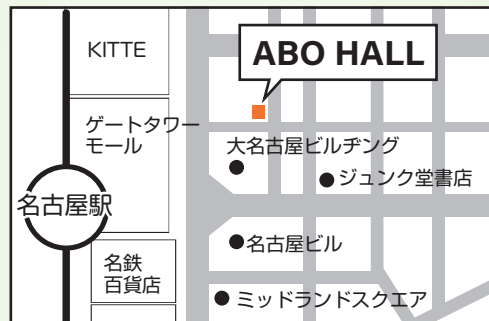 KITTE
ABO HALL
ゲートタワー
モール
大名古屋ビルヂング
ジュンク堂書店
名古屋駅
名古屋ビル
名鉄
百貨店
ミッドランドスクエア